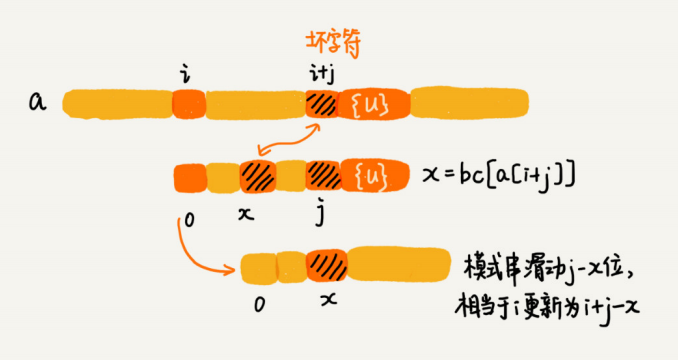 坏字符
i
i+j
a
{u}
{u}
x=bc[a[i+j]]
0
x
j
模式串滑动j-x位，
相当于i更新为i+j-x
0
x